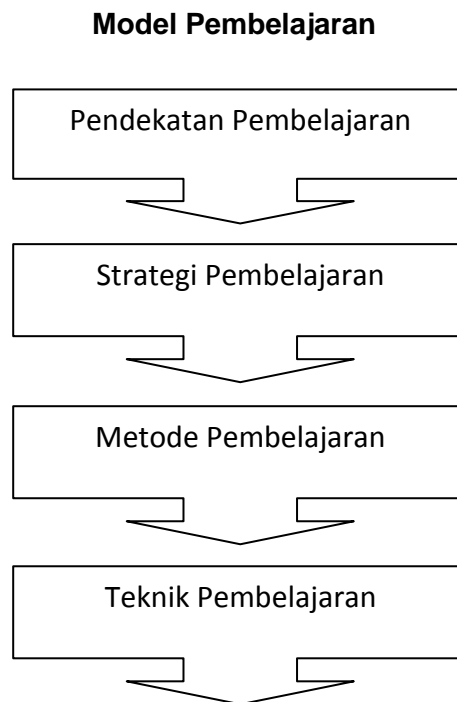 Model Pembelajaran
Pendekatan Pembelajaran
Strategi Pembelajaran
Metode Pembelajaran
Teknik Pembelajaran